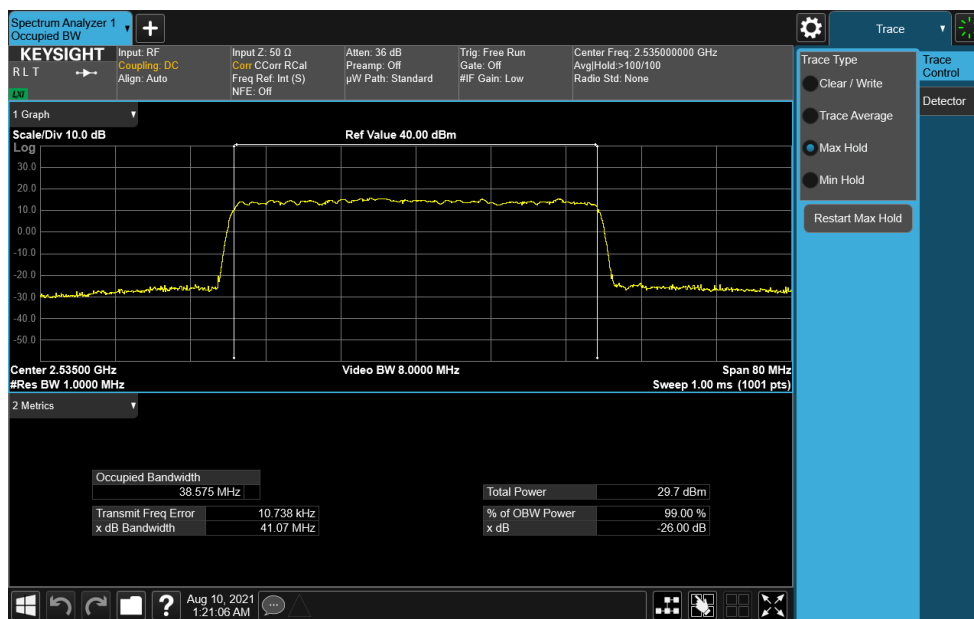 Spectrum Analyzer 1
Occupied BW
+
Trace
KEYSIGHT
R L T
LXI
Input: RF
Coupling: DC
Align: Auto
Input Z: 50 Ω
Corr CCorr RCal
Freq Ref: Int (S)
NFE: Off
Atten: 36 dB
Preamp: Off
µW Path: Standard
Trig: Free Run
Gate: Off
#IF Gain: Low
Center Freq: 2.535000000 GHz
Avg|Hold:>100/100
Radio Std: None
Trace Type
Clear / Write
Trace Average
Max Hold
Min Hold
Restart Max Hold
Trace
Control
Detector
1 Graph
Scale/Div 10.0 dB
Ref Value 40.00 dBm
Log
30.0
20.0
10.0
0.00
-10.0
-20.0
-30.0
-40.0
-50.0
Center 2.53500 GHz
Video BW 8.0000 MHz
Span 80 MHz
#Res BW 1.0000 MHz
Sweep 1.00 ms (1001 pts)
2 Metrics
Occupied Bandwidth
38.575 MHz
Total Power 29.7 dBm
Transmit Freq Error 10.738 kHz
% of OBW Power 99.00 %
x dB Bandwidth 41.07 MHz
x dB -26.00 dB
?
Aug 10, 2021
1:21:06 AM